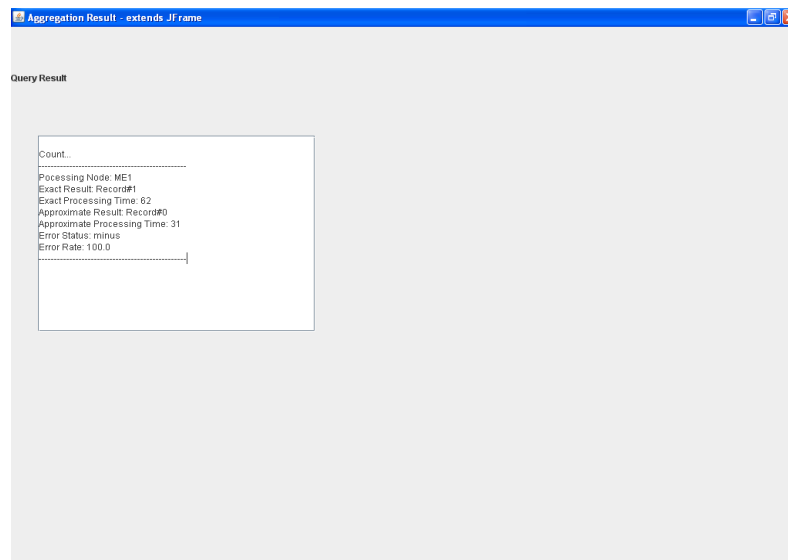 Aggregation Result - extends JFrame
Query Result
Count...
------------------------------------------------
Pocessing Node: ME1
Exact Result: Record#1
Exact Processing Time: 62
Approximate Result: Record#0
Approximate Processing Time: 31
Error Status: minus
Error Rate: 100.0
------------------------------------------------